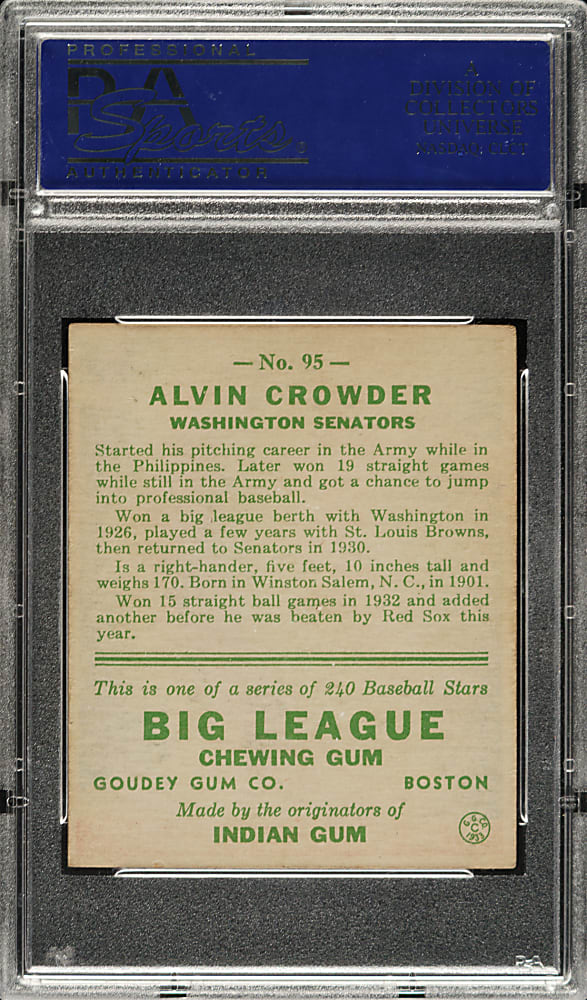 PROFESSIONAL
PSA
Sports
AUTHENTICATOR
A
DIVISION OF
COLLECTORS
UNIVERSE
NASDAQ: CLCT
— No. 95 —
ALVIN CROWDER
WASHINGTON SENATORS
Started his pitching career in the Army while in
the Philippines. Later won 19 straight games
while still in the Army and got a chance to jump
into professional baseball.
Won a big league berth with Washington in
1926, played a few years with St. Louis Browns,
then returned to Senators in 1930.
Is a right-hander, five feet, 10 inches tall and
weighs 170. Born in Winston Salem, N. C., in 1901.
Won 15 straight ball games in 1932 and added
another before he was beaten by Red Sox this
year.
This is one of a series of 240 Baseball Stars
BIG LEAGUE
CHEWING GUM
GOUDEY GUM CO. BOSTON
Made by the originators of
INDIAN GUM
G. G. CO.
C
1933
PSA